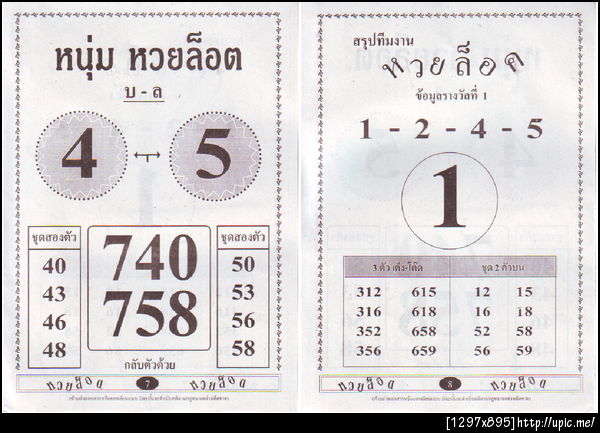 หนุ่ม หวยล็อต
บ - ล
4 ↔ 5
ชุดสองตัว
40
43
46
48
740
758
กลับตัวด้วย
ชุดสองตัว
50
53
56
58
หวยล็อต 7 หวยล็อต
สรุปทีมงาน
หวยล็อต
ข้อมูลรางวัลที่ 1
1 - 2 - 4 - 5
1
3 ตัว เต็ง-โต๊ด ชุด 2 ตัวบน
312 615 12 15
316 618 16 18
352 658 52 58
356 659 56 59
หวยล็อต 8 หวยล็อต
[1297x895]http://upic.me/